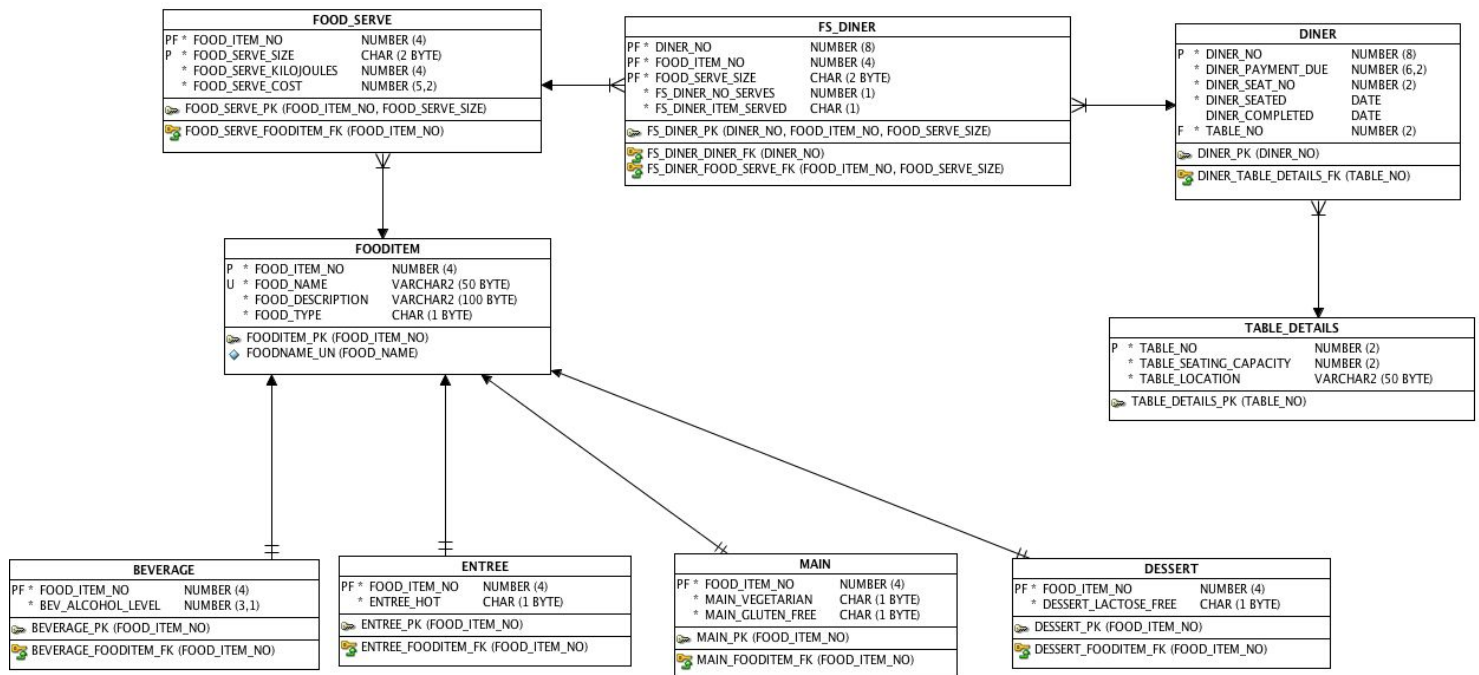 FOOD_SERVE
PF * FOOD_ITEM_NO NUMBER (4)
P * FOOD_SERVE_SIZE CHAR (2 BYTE)
* FOOD_SERVE_KILOJOULES NUMBER (4)
* FOOD_SERVE_COST NUMBER (5,2)
FOOD_SERVE_PK (FOOD_ITEM_NO, FOOD_SERVE_SIZE)
FOOD_SERVE_FOODITEM_FK (FOOD_ITEM_NO)
FS_DINER
PF * DINER_NO NUMBER (8)
PF * FOOD_ITEM_NO NUMBER (4)
PF * FOOD_SERVE_SIZE CHAR (2 BYTE)
* FS_DINER_NO_SERVES NUMBER (1)
* FS_DINER_ITEM_SERVED CHAR (1)
FS_DINER_PK (DINER_NO, FOOD_ITEM_NO, FOOD_SERVE_SIZE)
FS_DINER_DINER_FK (DINER_NO)
FS_DINER_FOOD_SERVE_FK (FOOD_ITEM_NO, FOOD_SERVE_SIZE)
DINER
P * DINER_NO NUMBER (8)
* DINER_PAYMENT_DUE NUMBER (6,2)
* DINER_SEAT_NO NUMBER (2)
* DINER_SEATED DATE
DINER_COMPLETED DATE
F * TABLE_NO NUMBER (2)
DINER_PK (DINER_NO)
DINER_TABLE_DETAILS_FK (TABLE_NO)
FOODITEM
P * FOOD_ITEM_NO NUMBER (4)
U * FOOD_NAME VARCHAR2 (50 BYTE)
* FOOD_DESCRIPTION VARCHAR2 (100 BYTE)
* FOOD_TYPE CHAR (1 BYTE)
FOODITEM_PK (FOOD_ITEM_NO)
FOODNAME_UN (FOOD_NAME)
TABLE_DETAILS
P * TABLE_NO NUMBER (2)
* TABLE_SEATING_CAPACITY NUMBER (2)
* TABLE_LOCATION VARCHAR2 (50 BYTE)
TABLE_DETAILS_PK (TABLE_NO)
BEVERAGE
PF * FOOD_ITEM_NO NUMBER (4)
* BEV_ALCOHOL_LEVEL NUMBER (3,1)
BEVERAGE_PK (FOOD_ITEM_NO)
BEVERAGE_FOODITEM_FK (FOOD_ITEM_NO)
ENTREE
PF * FOOD_ITEM_NO NUMBER (4)
* ENTREE_HOT CHAR (1 BYTE)
ENTREE_PK (FOOD_ITEM_NO)
ENTREE_FOODITEM_FK (FOOD_ITEM_NO)
MAIN
PF * FOOD_ITEM_NO NUMBER (4)
* MAIN_VEGETARIAN CHAR (1 BYTE)
* MAIN_GLUTEN_FREE CHAR (1 BYTE)
MAIN_PK (FOOD_ITEM_NO)
MAIN_FOODITEM_FK (FOOD_ITEM_NO)
DESSERT
PF * FOOD_ITEM_NO NUMBER (4)
* DESSERT_LACTOSE_FREE CHAR (1 BYTE)
DESSERT_PK (FOOD_ITEM_NO)
DESSERT_FOODITEM_FK (FOOD_ITEM_NO)